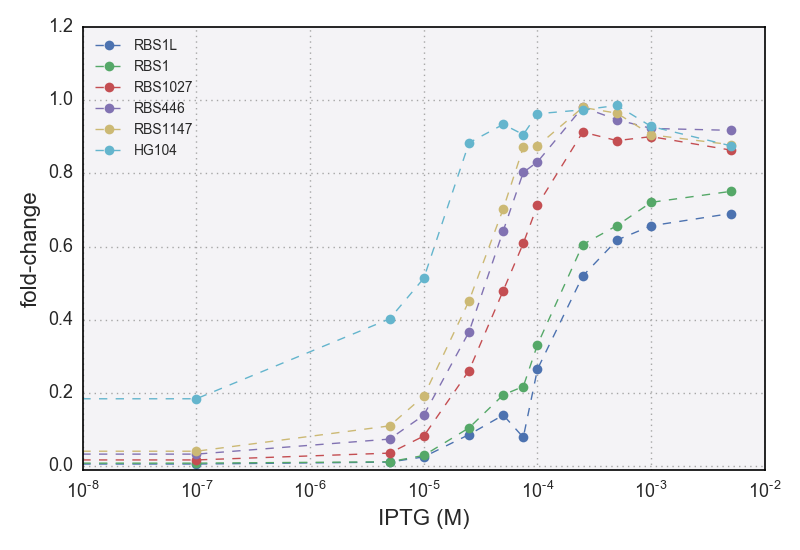 1.2
1.0
0.8
0.6
0.4
0.2
0.0
fold-change
RBS1L
RBS1
RBS1027
RBS446
RBS1147
HG104
10⁻⁸ 10⁻⁷ 10⁻⁶ 10⁻⁵ 10⁻⁴ 10⁻³ 10⁻²
IPTG (M)